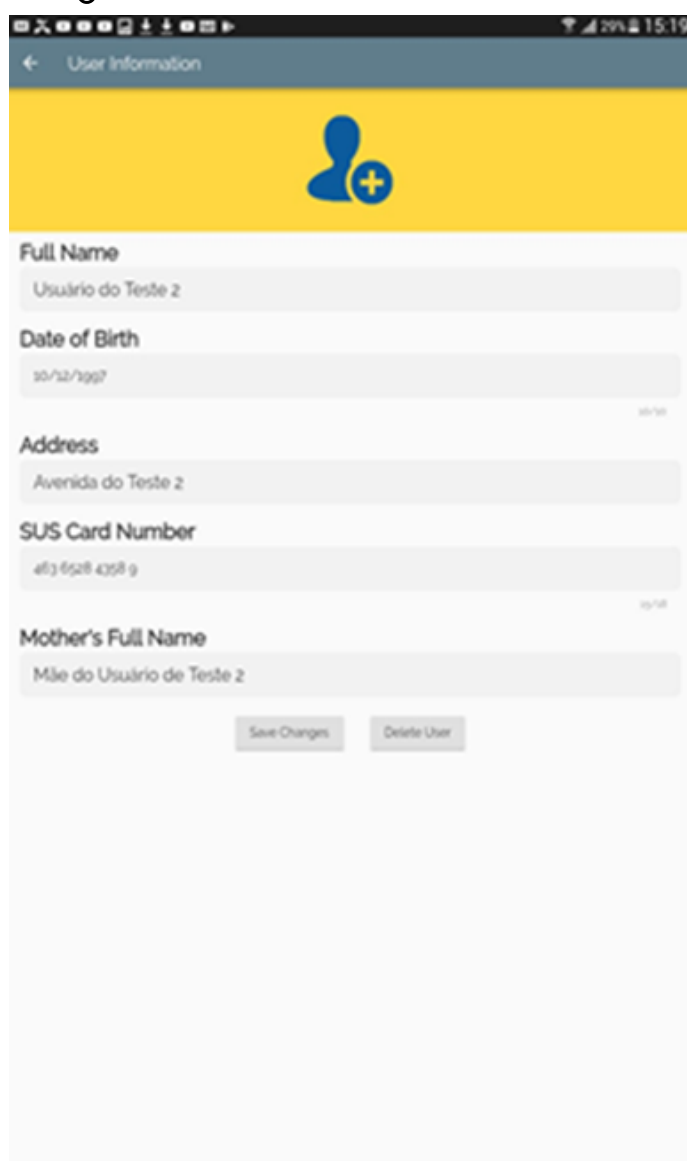 29% 15:19
User Information
Full Name
Usuário do Teste 2
Date of Birth
10/12/1997
10/10
Address
Avenida do Teste 2
SUS Card Number
463 6528 4358 9
15/18
Mother's Full Name
Mãe do Usuário de Teste 2
Save Changes Delete User